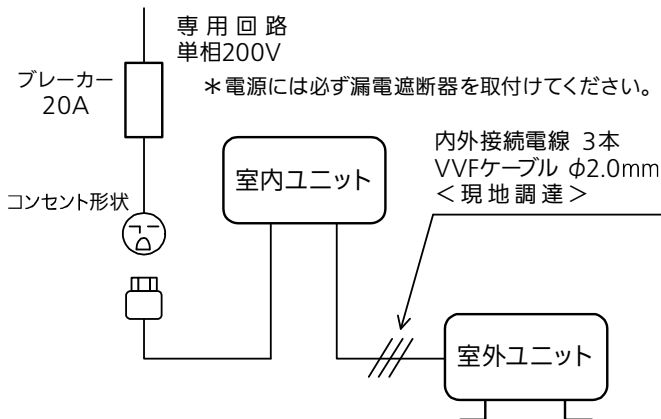 専用回路
単相200V
＊電源には必ず漏電遮断器を取付けてください。
ブレーカー
20A
内外接続電線 3本
VVFケーブル φ2.0mm
＜現地調達＞
室内ユニット
コンセント形状
室外ユニット